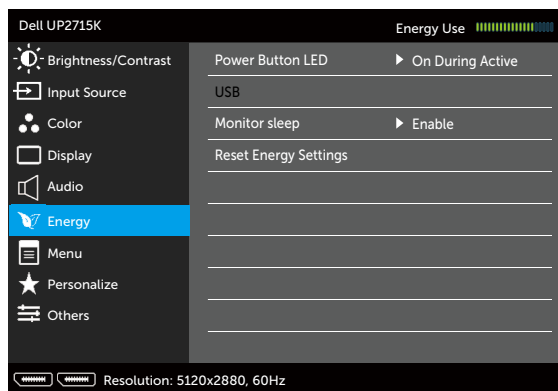 Dell UP2715K Energy Use
Brightness/Contrast
Input Source
Color
Display
Audio
Energy
Menu
Personalize
Others
Power Button LED On During Active
USB
Monitor sleep Enable
Reset Energy Settings
Resolution: 5120x2880, 60Hz